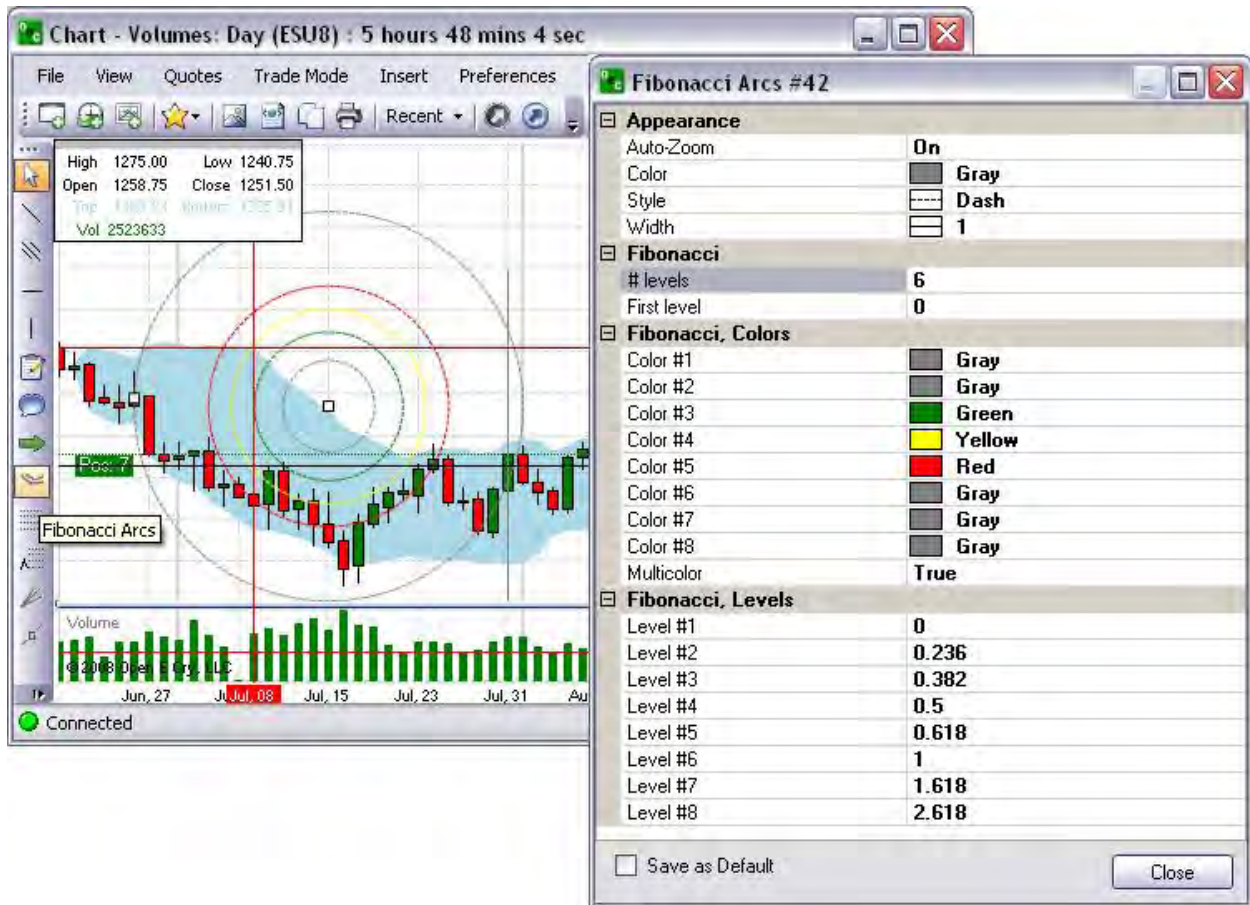 Chart - Volumes: Day (ESU8) : 5 hours 48 mins 4 sec
File View Quotes Trade Mode Insert Preferences
Recent
High 1275.00 Low 1240.75
Open 1258.75 Close 1251.50
Vol 2523633
Pos: 7
Fibonacci Arcs
Volume
©2008 Open E Cry, LLC
Jun, 27 Jul, 08 Jul, 15 Jul, 23 Jul, 31 Au
Connected
Fibonacci Arcs #42
Appearance
Auto-Zoom On
Color Gray
Style Dash
Width 1
Fibonacci
# levels 6
First level 0
Fibonacci, Colors
Color #1 Gray
Color #2 Gray
Color #3 Green
Color #4 Yellow
Color #5 Red
Color #6 Gray
Color #7 Gray
Color #8 Gray
Multicolor True
Fibonacci, Levels
Level #1 0
Level #2 0.236
Level #3 0.382
Level #4 0.5
Level #5 0.618
Level #6 1
Level #7 1.618
Level #8 2.618
Save as Default
Close